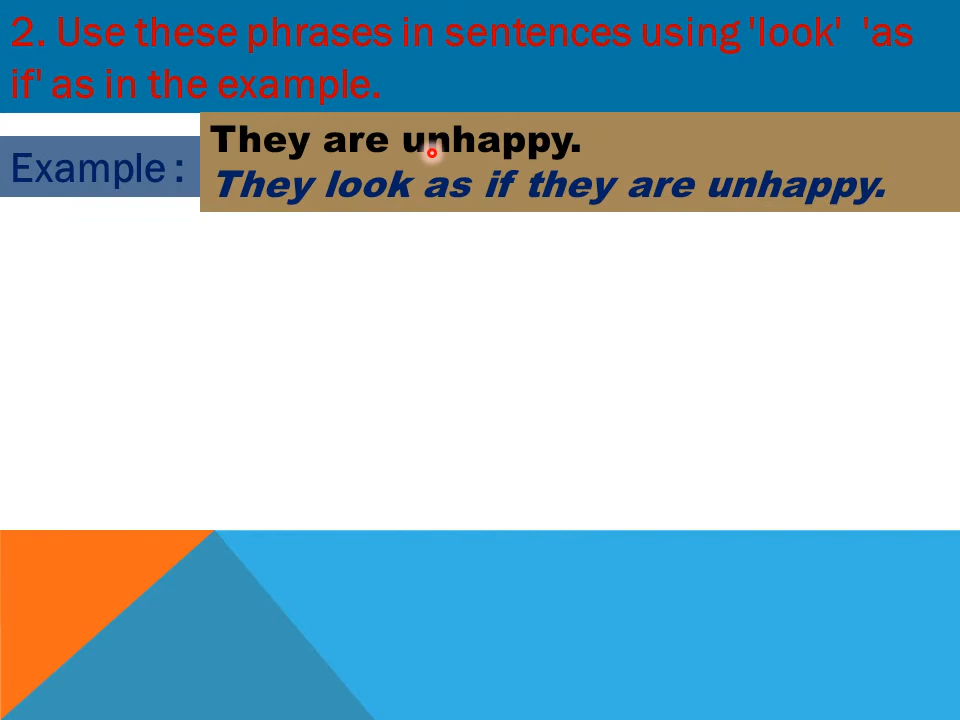 2. Use these phrases in sentences using 'look' 'as
if' as in the example.
They are unhappy.
Example :
They look as if they are unhappy.